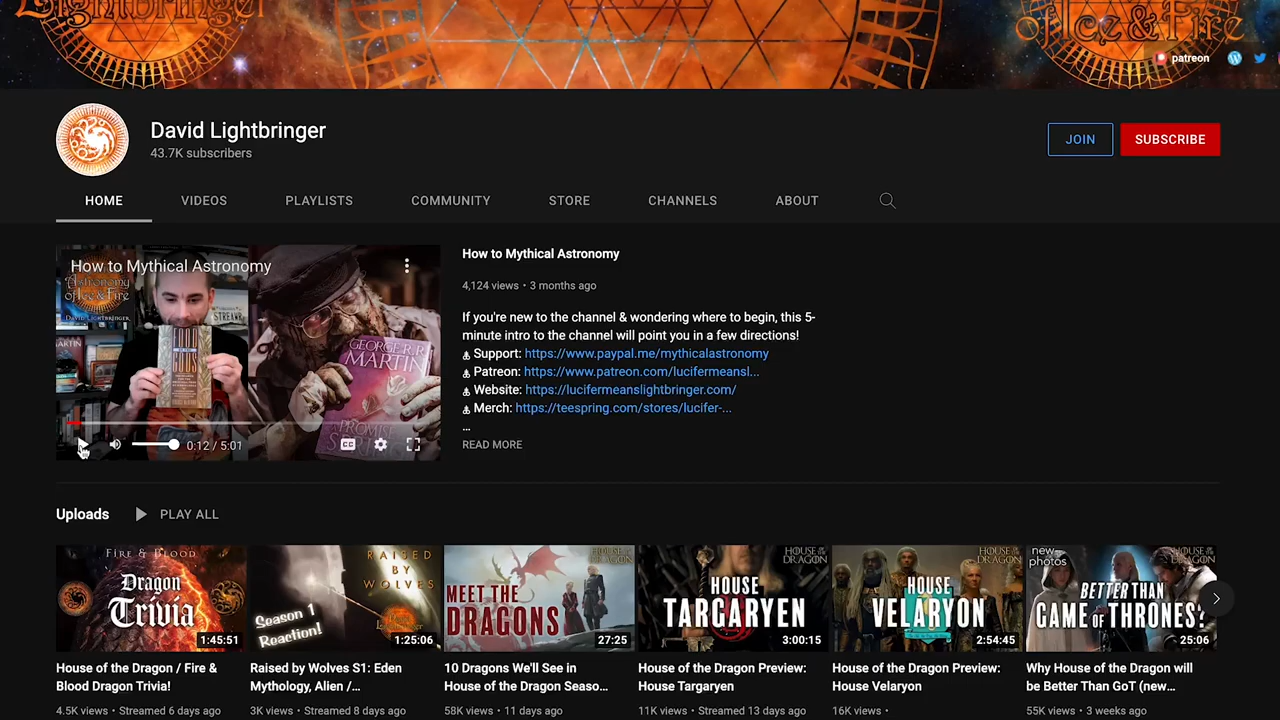 Lightbringer
of Ice & Fire
patreon
David Lightbringer
43.7K subscribers
JOIN
SUBSCRIBE
HOME
VIDEOS
PLAYLISTS
COMMUNITY
STORE
CHANNELS
ABOUT
How to Mythical Astronomy
Astronomy
of Ice & Fire
DAVID LIGHTBRINGER
FOOD
OF THE
GODS
MARTIN
GEORGE R.R.
MARTIN
A
PROMISE
0:12 / 5:01
How to Mythical Astronomy
4,124 views • 3 months ago
If you're new to the channel & wondering where to begin, this 5-
minute intro to the channel will point you in a few directions!
Support: https://www.paypal.me/mythicalastronomy
Patreon: https://www.patreon.com/lucifermeansl...
Website: https://lucifermeanslightbringer.com/
Merch: https://teespring.com/stores/lucifer-...
...
READ MORE
Uploads
PLAY ALL
FIRE & BLOOD
Dragon
Trivia
1:45:51
House of the Dragon / Fire &
Blood Dragon Trivia!
4.5K views • Streamed 6 days ago
RAISED
BY
WOLVES
Season 1
Reaction!
1:25:06
Raised by Wolves S1: Eden
Mythology, Alien /...
3K views • Streamed 8 days ago
HOUSE OF THE
DRAGON
MEET THE
DRAGONS
27:25
10 Dragons We'll See in
House of the Dragon Seaso...
58K views • 11 days ago
HOUSE OF THE
DRAGON
HOUSE
TARGARYEN
3:00:15
House of the Dragon Preview:
House Targaryen
11K views • Streamed 13 days ago
HOUSE OF THE
DRAGON
HOUSE
VELARYON
2:54:45
House of the Dragon Preview:
House Velaryon
16K views •
new
photos
HOUSE OF THE
DRAGON
BETTER THAN
GAME OF THRONES?
25:06
Why House of the Dragon will
be Better Than GoT (new...
55K views • 3 weeks ago